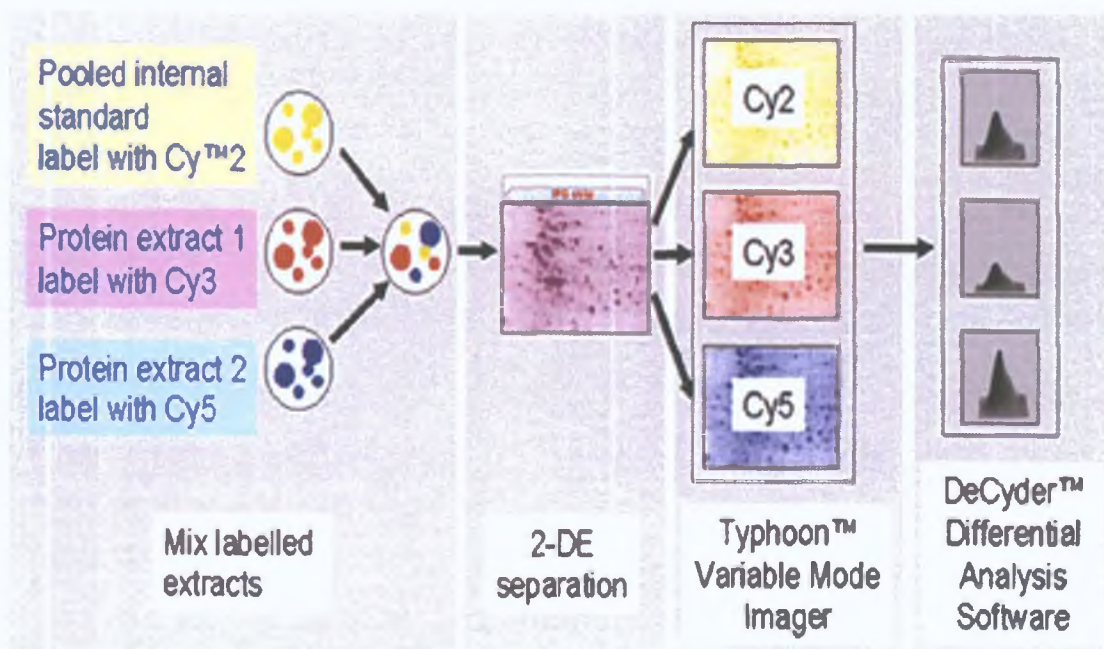 Pooled internal
standard
label with Cy™2
Protein extract 1
label with Cy3
Protein extract 2
label with Cy5
Cy2
Cy3
Cy5
Mix labelled
extracts
2-DE
separation
Typhoon™
Variable Mode
Imager
DeCyder™
Differential
Analysis
Software